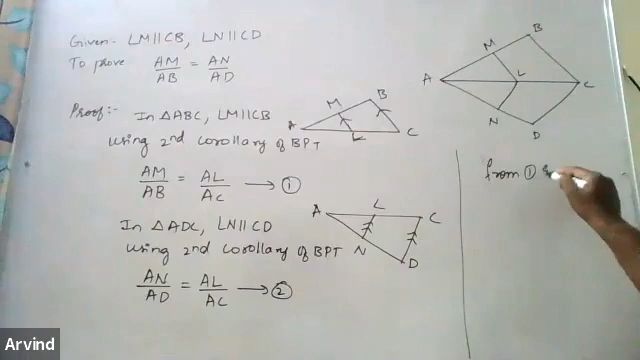 Given:- LM||CB, LN||CD
To prove AM/AB = AN/AD
Proof:- In △ABC, LM||CB
using 2nd corollary of BPT
AM/AB = AL/AC → ①
In △ADC, LN||CD
using 2nd corollary of BPT
AN/AD = AL/AC → ②
A M B L C
A L C N D
A M B L C N D
from ① &
Arvind